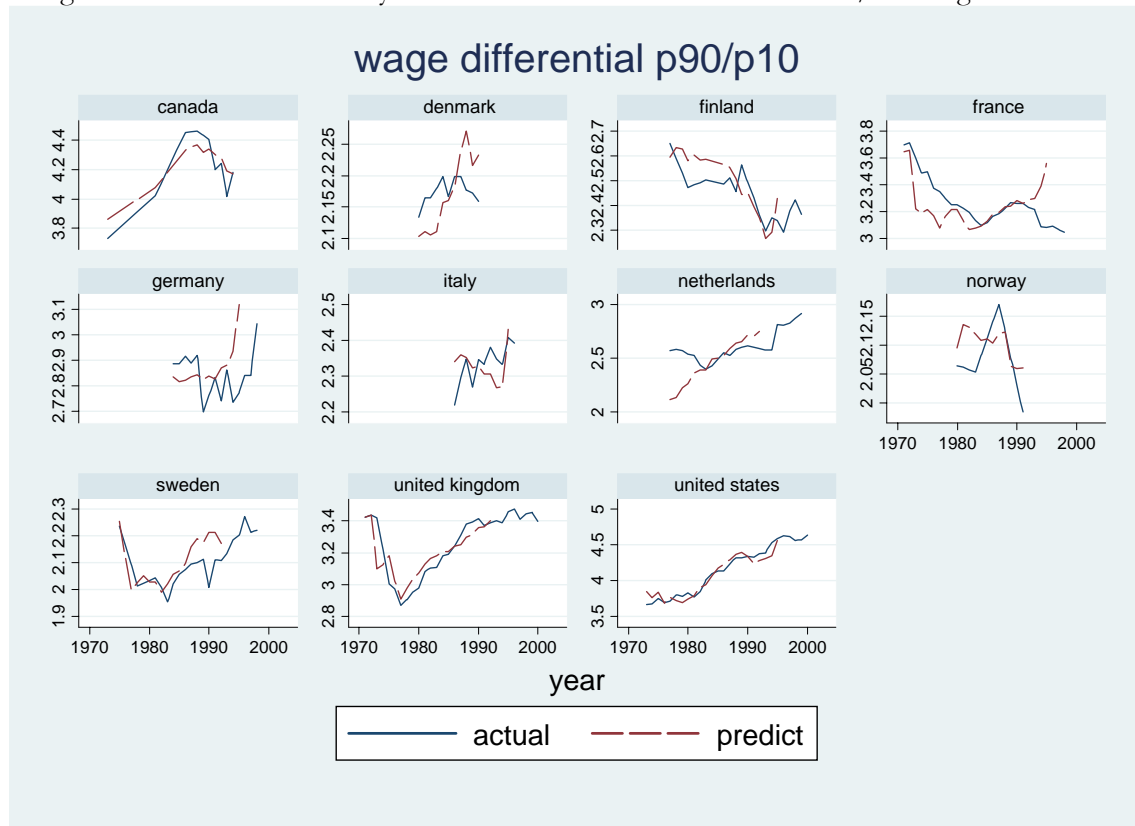 wage differential p90/p10
canada
3.8 4 4.2 4.4
denmark
2.1 2.15 2.2 2.25
finland
2.3 2.4 2.5 2.6 2.7
france
3 3.2 3.4 3.6 3.8
germany
2.7 2.8 2.9 3 3.1
italy
2.2 2.3 2.4 2.5
netherlands
2 2.5 3
norway
2 2.05 2.1 2.15
1970 1980 1990 2000
sweden
1.9 2 2.1 2.2 2.3
1970 1980 1990 2000
united kingdom
2.8 3 3.2 3.4
1970 1980 1990 2000
united states
3.5 4 4.5 5
1970 1980 1990 2000
year
actual
predict